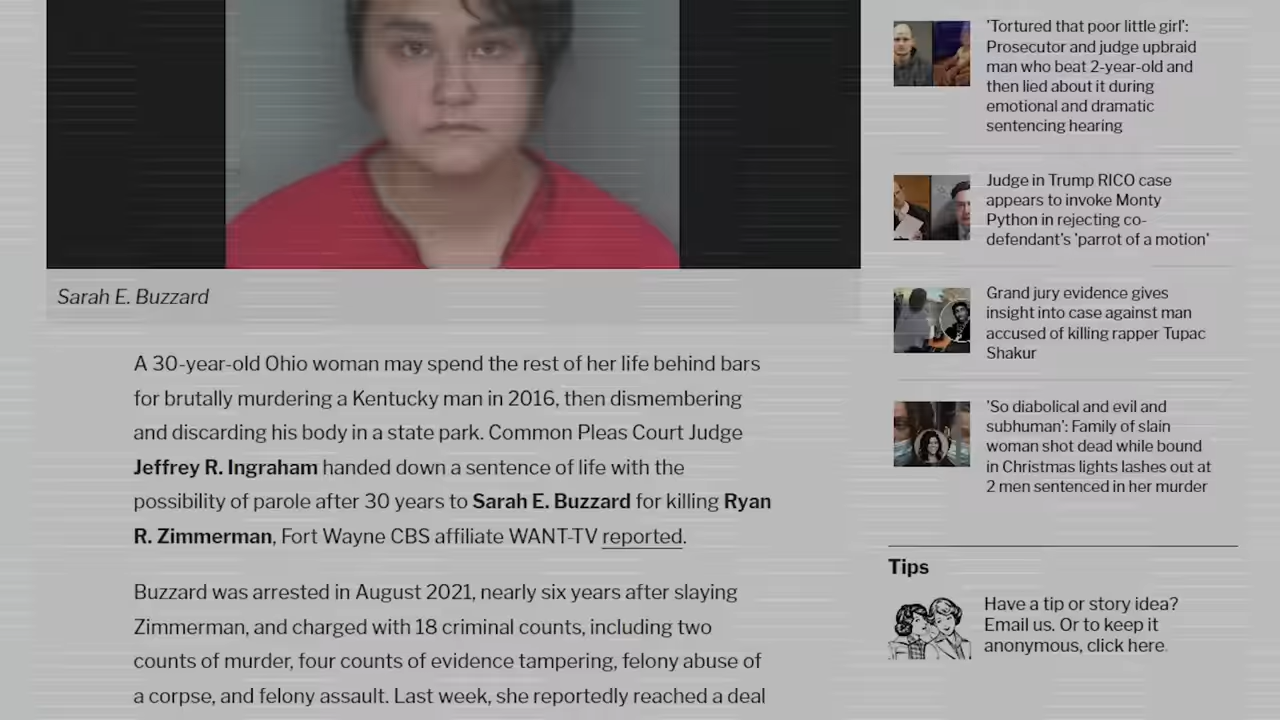 Sarah E. Buzzard
A 30-year-old Ohio woman may spend the rest of her life behind bars
for brutally murdering a Kentucky man in 2016, then dismembering
and discarding his body in a state park. Common Pleas Court Judge
Jeffrey R. Ingraham handed down a sentence of life with the
possibility of parole after 30 years to Sarah E. Buzzard for killing Ryan
R. Zimmerman, Fort Wayne CBS affiliate WANT-TV reported.
Buzzard was arrested in August 2021, nearly six years after slaying
Zimmerman, and charged with 18 criminal counts, including two
counts of murder, four counts of evidence tampering, felony abuse of
a corpse, and felony assault. Last week, she reportedly reached a deal
'Tortured that poor little girl':
Prosecutor and judge upbraid
man who beat 2-year-old and
then lied about it during
emotional and dramatic
sentencing hearing
Judge in Trump RICO case
appears to invoke Monty
Python in rejecting co-
defendant's 'parrot of a motion'
Grand jury evidence gives
insight into case against man
accused of killing rapper Tupac
Shakur
'So diabolical and evil and
subhuman': Family of slain
woman shot dead while bound
in Christmas lights lashes out at
2 men sentenced in her murder
Tips
Have a tip or story idea?
Email us. Or to keep it
anonymous, click here.